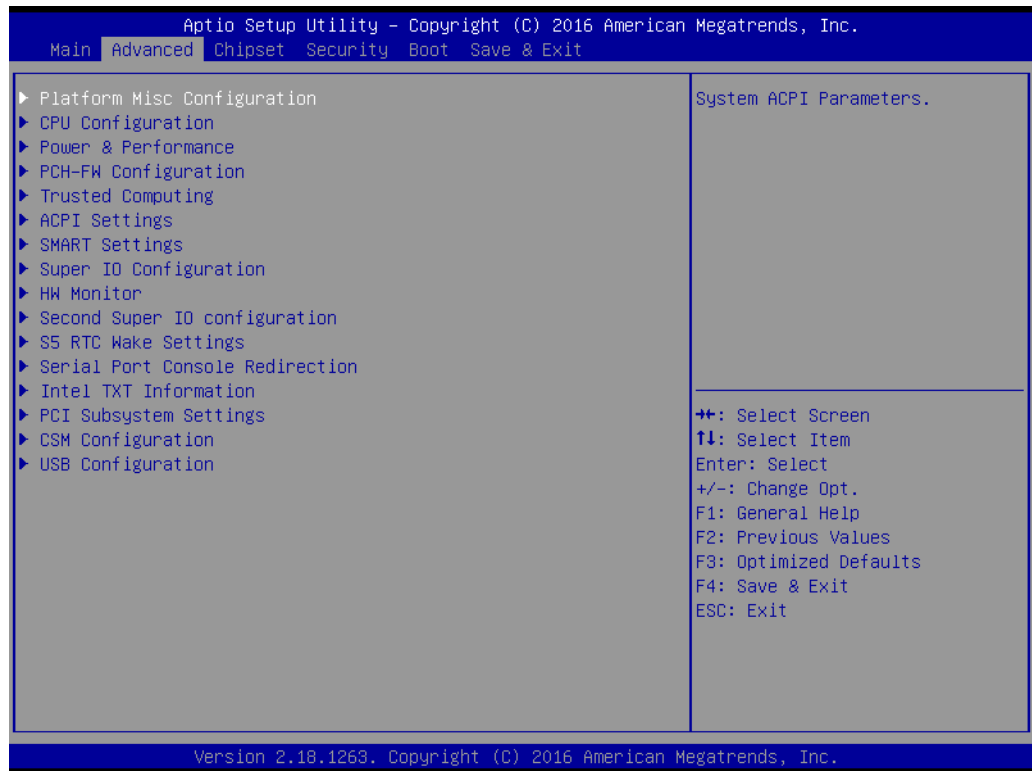 Aptio Setup Utility – Copyright (C) 2016 American Megatrends, Inc.
Main Advanced Chipset Security Boot Save & Exit
▶ Platform Misc Configuration
▶ CPU Configuration
▶ Power & Performance
▶ PCH-FW Configuration
▶ Trusted Computing
▶ ACPI Settings
▶ SMART Settings
▶ Super IO Configuration
▶ HW Monitor
▶ Second Super IO configuration
▶ S5 RTC Wake Settings
▶ Serial Port Console Redirection
▶ Intel TXT Information
▶ PCI Subsystem Settings
▶ CSM Configuration
▶ USB Configuration
System ACPI Parameters.
→←: Select Screen
↑↓: Select Item
Enter: Select
+/-: Change Opt.
F1: General Help
F2: Previous Values
F3: Optimized Defaults
F4: Save & Exit
ESC: Exit
Version 2.18.1263. Copyright (C) 2016 American Megatrends, Inc.